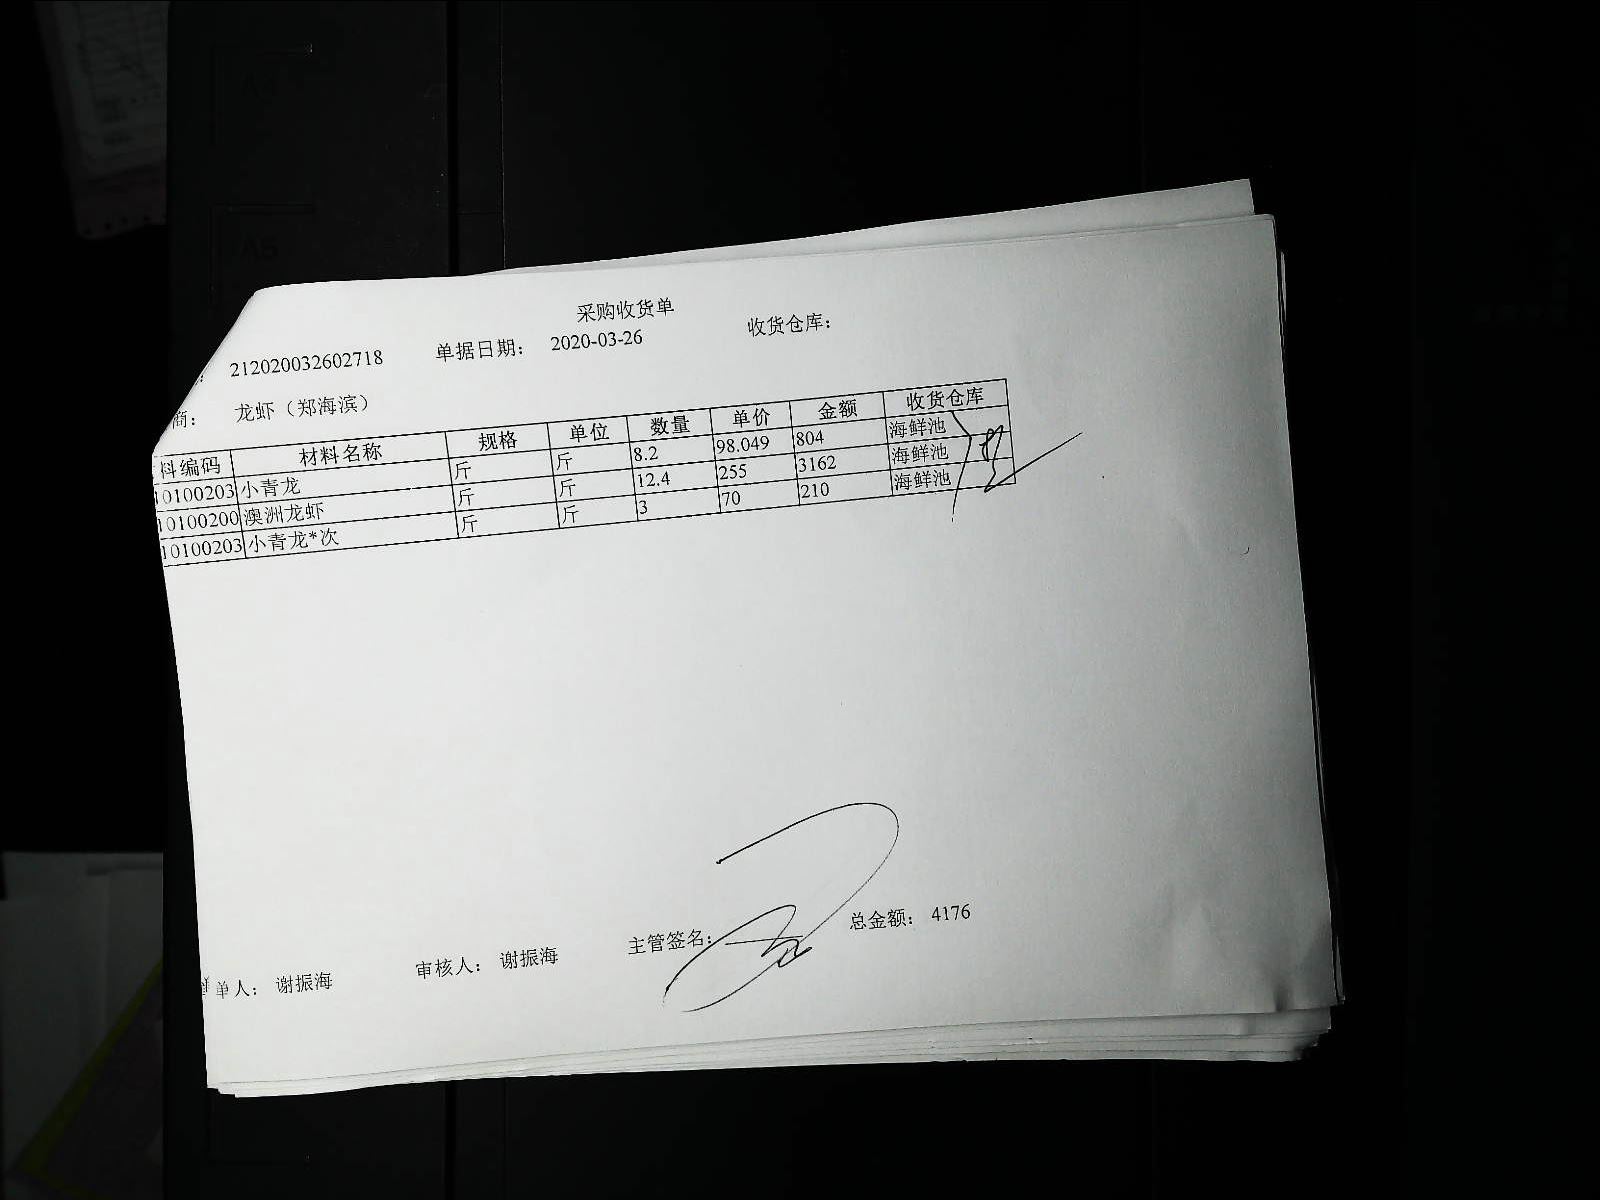 采购收货单
212020032602718 单据日期： 2020-03-26 收货仓库：
商： 龙虾（郑海滨）
料编码 材料名称 规格 单位 数量 单价 金额 收货仓库
10100203 小青龙 斤 斤 8.2 98.049 804 海鲜池
10100200 澳洲龙虾 斤 斤 12.4 255 3162 海鲜池
10100203 小青龙*次 斤 斤 3 70 210 海鲜池
单人： 谢振海 审核人： 谢振海 主管签名： 总金额： 4176